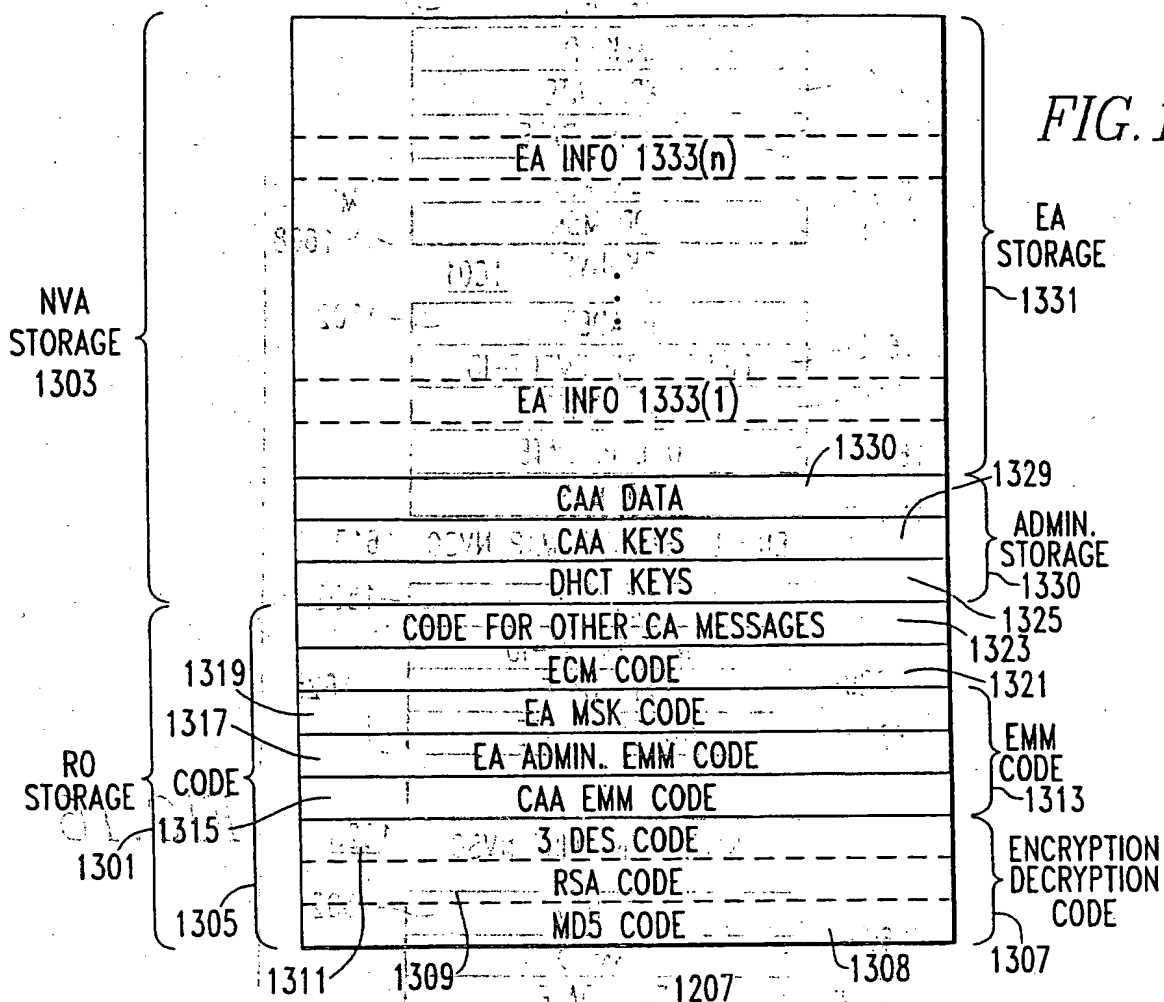 FIG. 1
EA INFO 1333(n)
EA
STORAGE
1331
NVA
STORAGE
1303
EA INFO 1333(1)
1330
CAA DATA
1329
CAA KEYS
ADMIN.
STORAGE
1330
DHCT KEYS
1325
CODE FOR OTHER CA MESSAGES
1323
ECM CODE
1321
1319
EA MSK CODE
1317
EA ADMIN. EMM CODE
EMM
CODE
1313
RO
STORAGE
1301
CODE
1305
CAA EMM CODE
1315
3 DES CODE
RSA CODE
MD5 CODE
ENCRYPTION
DECRYPTION
CODE
1307
1311
1309
1308
1207